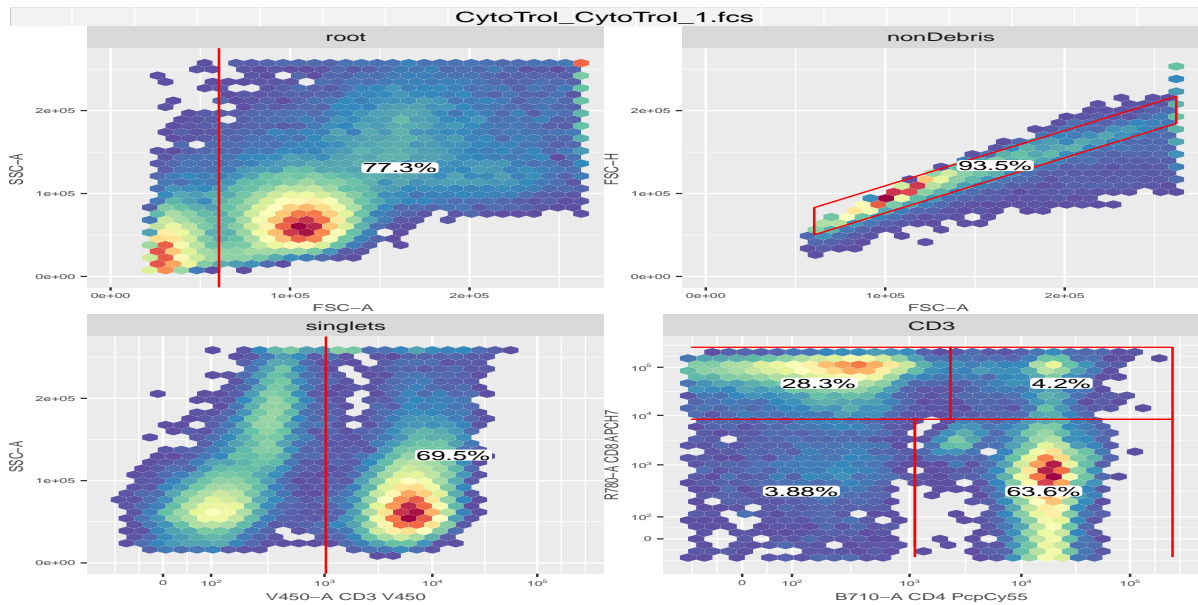 CytoTrol_CytoTrol_1.fcs
root
nonDebris
SSC-A
2e+05
1e+05
0e+00
77.3%
0e+00
1e+05
2e+05
FSC-A
FSC-H
2e+05
1e+05
0e+00
93.5%
0e+00
1e+05
2e+05
FSC-A
singlets
CD3
SSC-A
2e+05
1e+05
0e+00
69.5%
0
10²
10³
10⁴
10⁵
V450-A CD3 V450
R780-A CD8 APCH7
10⁵
10⁴
10³
10²
0
28.3%
4.2%
3.88%
63.6%
0
10²
10³
10⁴
10⁵
B710-A CD4 PcpCy55